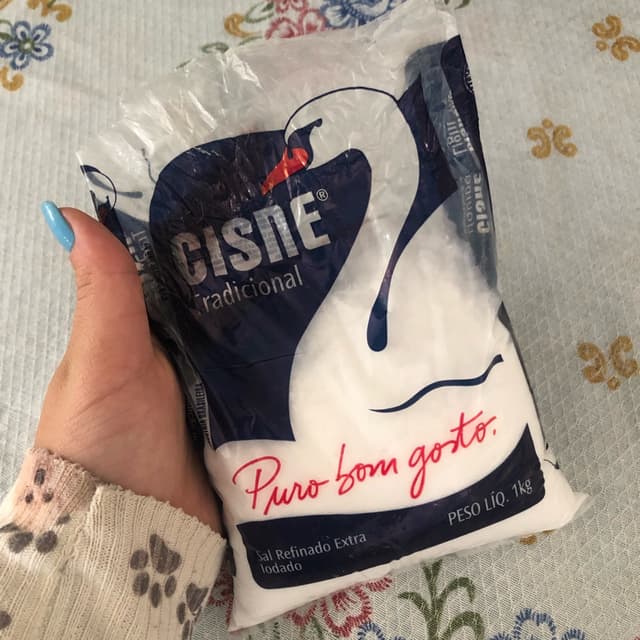 CISNE®
Tradicional
Puro bom gosto.
Sal Refinado Extra
Iodado
PESO LÍQ. 1kg